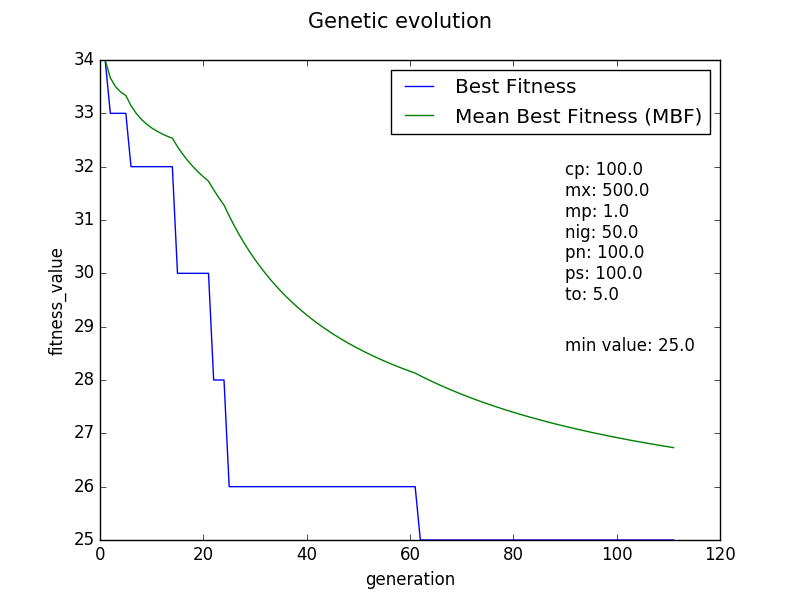 Genetic evolution
Best Fitness
Mean Best Fitness (MBF)
cp: 100.0
mx: 500.0
mp: 1.0
nig: 50.0
pn: 100.0
ps: 100.0
to: 5.0
min value: 25.0
fitness_value
34
33
32
31
30
29
28
27
26
25
0 20 40 60 80 100 120
generation